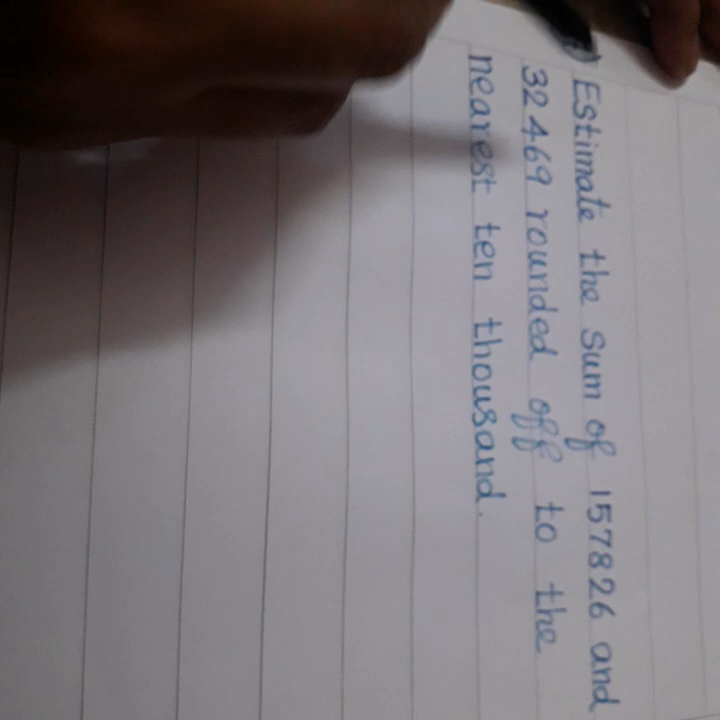 Estimate the sum of 157826 and
32469 rounded off to the
nearest ten thousand.